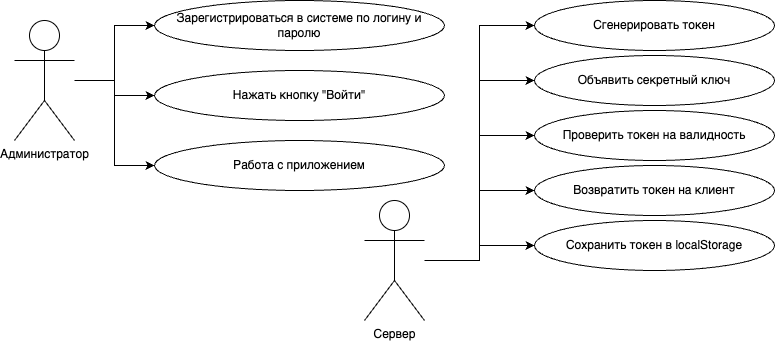 Зарегистрироваться в системе по логину и
паролю
Нажать кнопку "Войти"
Работа с приложением
Администратор
Сгенерировать токен
Объявить секретный ключ
Проверить токен на валидность
Возвратить токен на клиент
Сохранить токен в localStorage
Сервер